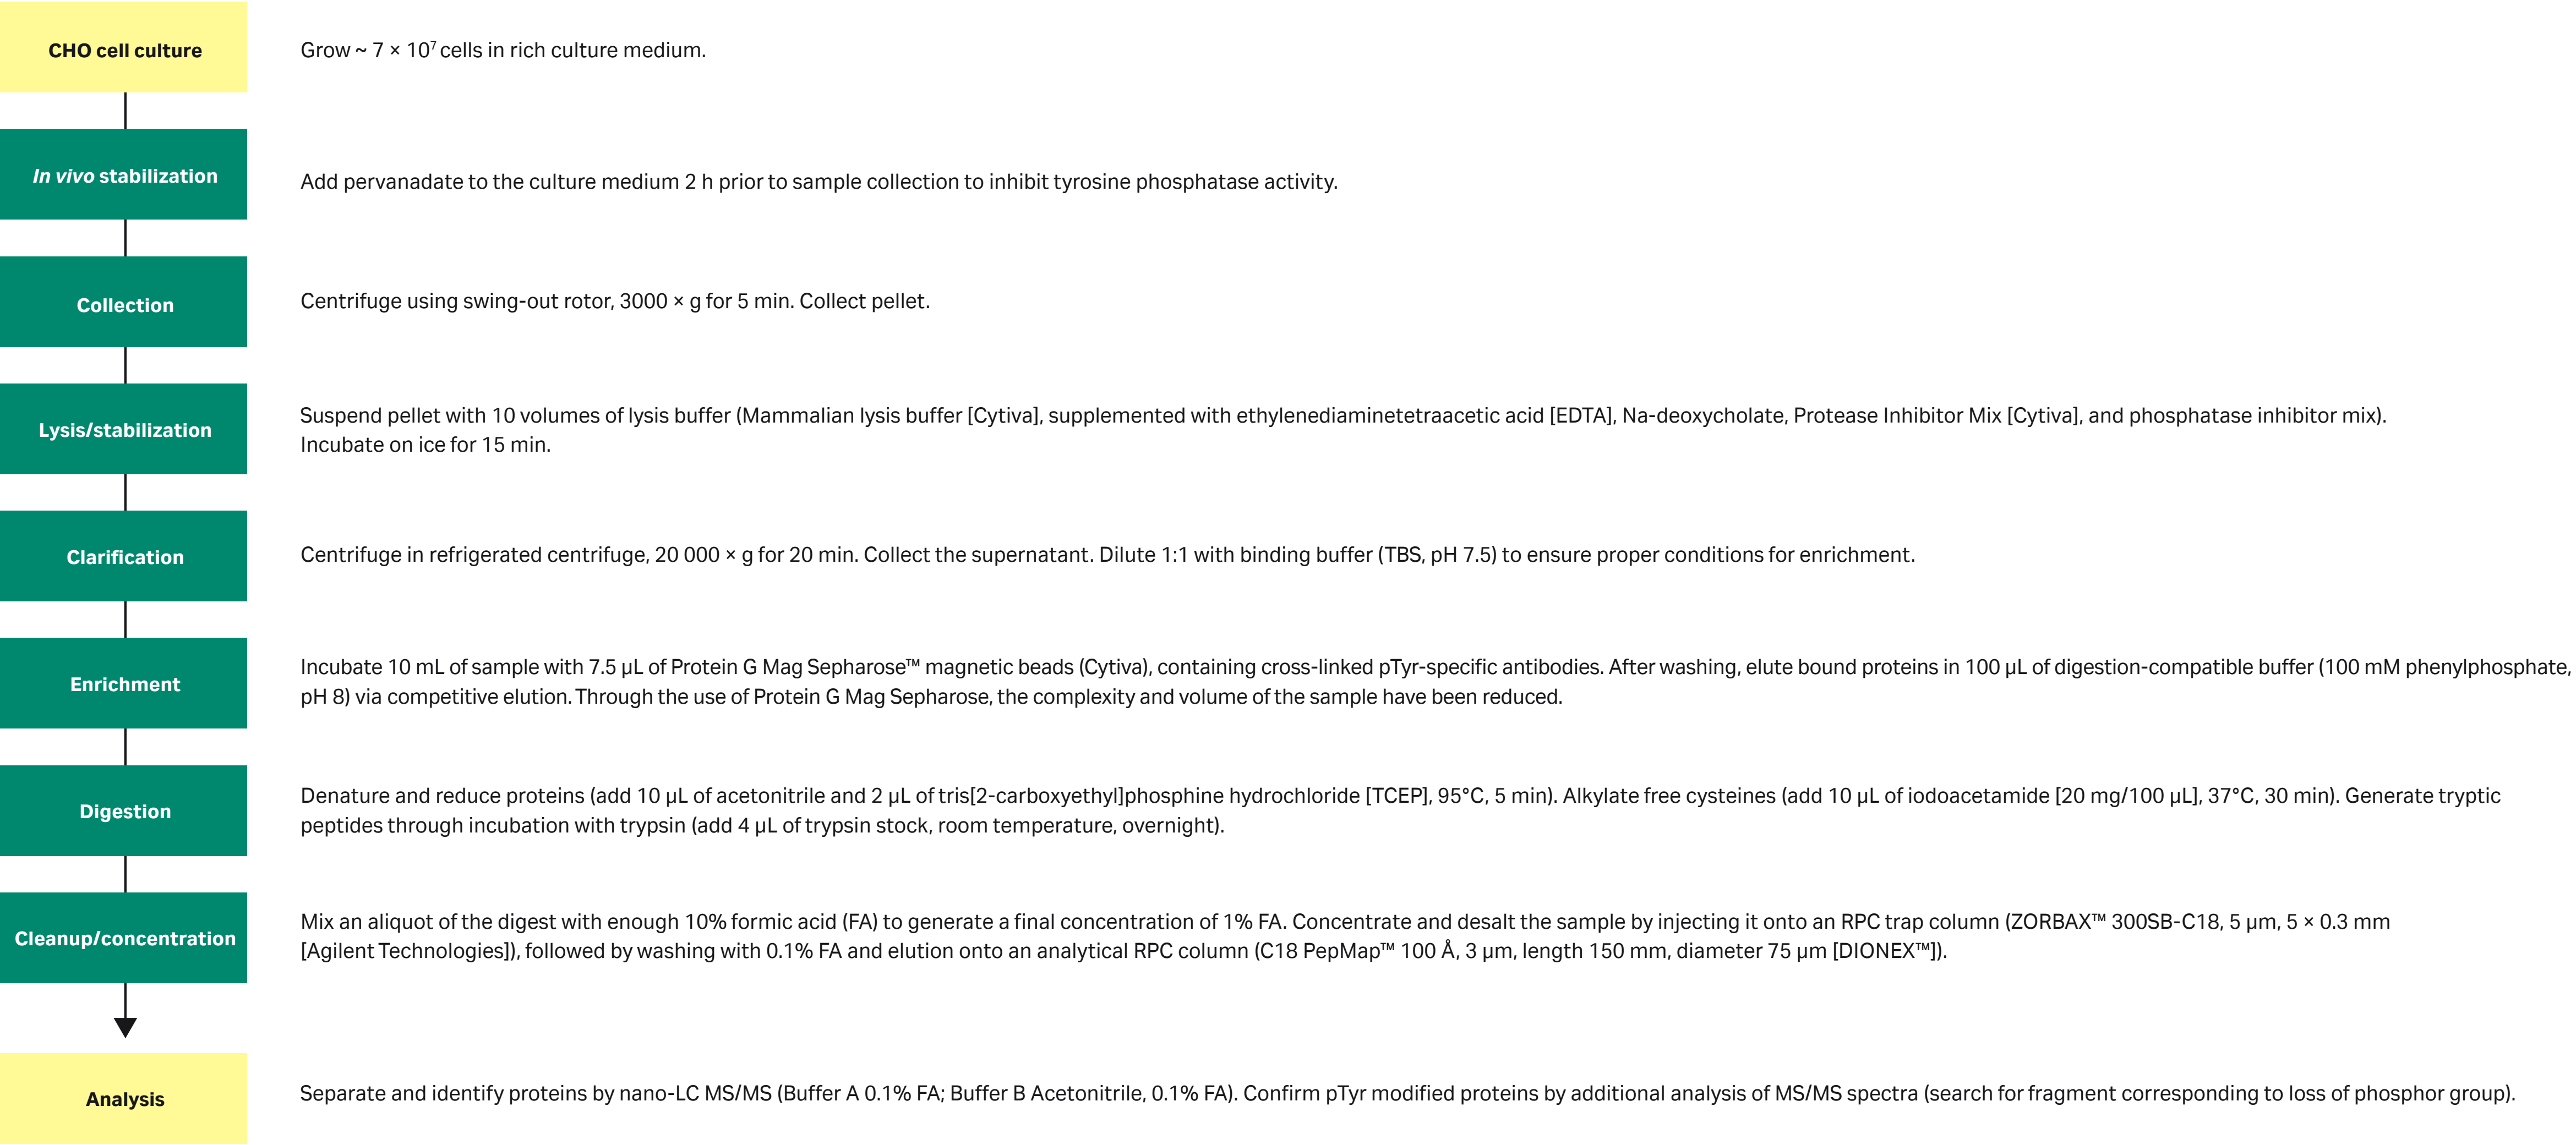 CHO cell culture
Grow ~ 7 × 10⁷ cells in rich culture medium.
In vivo stabilization
Add pervanadate to the culture medium 2 h prior to sample collection to inhibit tyrosine phosphatase activity.
Collection
Centrifuge using swing-out rotor, 3000 × g for 5 min. Collect pellet.
Lysis/stabilization
Suspend pellet with 10 volumes of lysis buffer (Mammalian lysis buffer [Cytiva], supplemented with ethylenediaminetetraacetic acid [EDTA], Na-deoxycholate, Protease Inhibitor Mix [Cytiva], and phosphatase inhibitor mix).
Incubate on ice for 15 min.
Clarification
Centrifuge in refrigerated centrifuge, 20 000 × g for 20 min. Collect the supernatant. Dilute 1:1 with binding buffer (TBS, pH 7.5) to ensure proper conditions for enrichment.
Enrichment
Incubate 10 mL of sample with 7.5 µL of Protein G Mag Sepharose™ magnetic beads (Cytiva), containing cross-linked pTyr-specific antibodies. After washing, elute bound proteins in 100 µL of digestion-compatible buffer (100 mM phenylphosphate,
pH 8) via competitive elution. Through the use of Protein G Mag Sepharose, the complexity and volume of the sample have been reduced.
Digestion
Denature and reduce proteins (add 10 µL of acetonitrile and 2 µL of tris[2-carboxyethyl]phosphine hydrochloride [TCEP], 95°C, 5 min). Alkylate free cysteines (add 10 µL of iodoacetamide [20 mg/100 µL], 37°C, 30 min). Generate tryptic
peptides through incubation with trypsin (add 4 µL of trypsin stock, room temperature, overnight).
Cleanup/concentration
Mix an aliquot of the digest with enough 10% formic acid (FA) to generate a final concentration of 1% FA. Concentrate and desalt the sample by injecting it onto an RPC trap column (ZORBAX™ 300SB-C18, 5 µm, 5 × 0.3 mm
[Agilent Technologies]), followed by washing with 0.1% FA and elution onto an analytical RPC column (C18 PepMap™ 100 Å, 3 µm, length 150 mm, diameter 75 µm [DIONEX™]).
Analysis
Separate and identify proteins by nano-LC MS/MS (Buffer A 0.1% FA; Buffer B Acetonitrile, 0.1% FA). Confirm pTyr modified proteins by additional analysis of MS/MS spectra (search for fragment corresponding to loss of phosphor group).